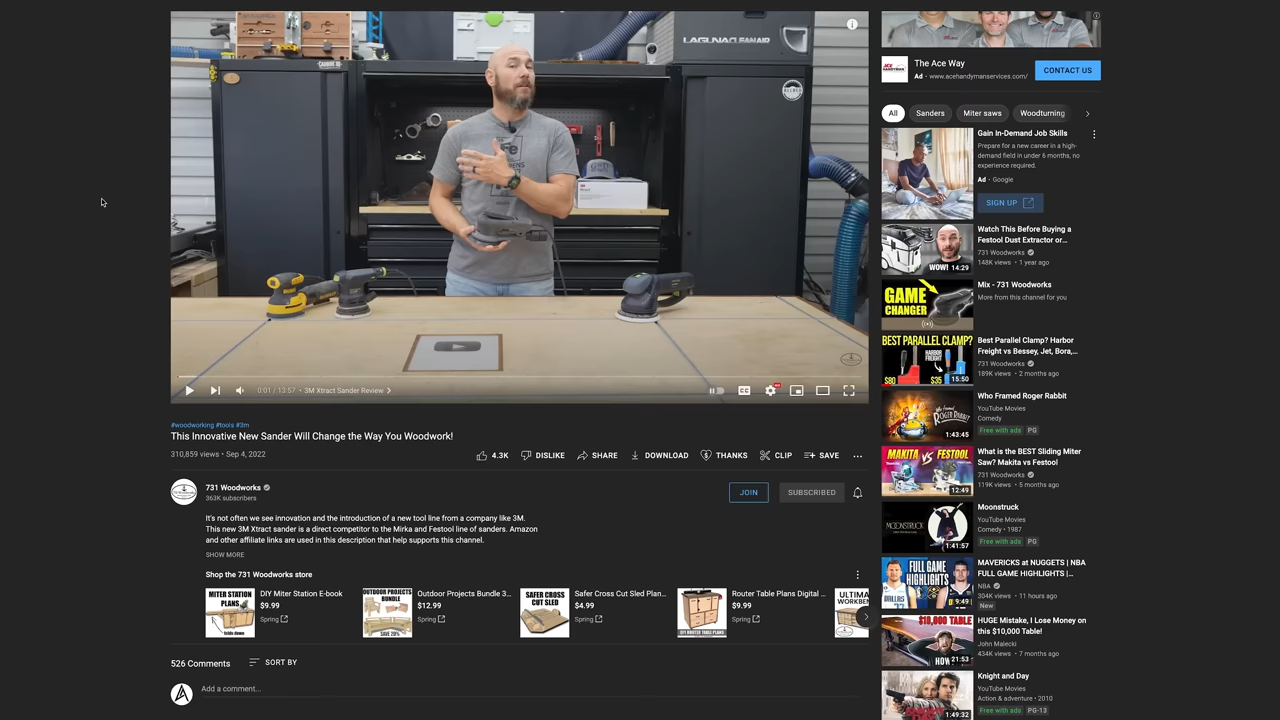 LAGUNA CLEANAIR
0:01 / 13:57 • 3M Xtract Sander Review
CC
#woodworking #tools #3m
This Innovative New Sander Will Change the Way You Woodwork!
310,859 views • Sep 4, 2022
4.3K DISLIKE SHARE DOWNLOAD THANKS CLIP SAVE
731 Woodworks
363K subscribers
JOIN
SUBSCRIBED
It's not often we see innovation and the introduction of a new tool line from a company like 3M.
This new 3M Xtract sander is a direct competitor to the Mirka and Festool line of sanders. Amazon
and other affiliate links are used in this description that help supports this channel.
SHOW MORE
Shop the 731 Woodworks store
MITER STATION
PLANS
folds down
DIY Miter Station E-book
$9.99
Spring
OUTDOOR PROJECTS
BUNDLE
SAVE 20%
Outdoor Projects Bundle 3...
$12.99
Spring
SAFER CROSS
CUT SLED
Safer Cross Cut Sled Plan...
$4.99
Spring
ROUTER TABLE PLANS
DIY ROUTER TABLE
Router Table Plans Digital ...
$9.99
Spring
ULTIMA
WORKBEN
526 Comments
SORT BY
Add a comment...
The Ace Way
Ad • www.acehandymanservices.com/
CONTACT US
All Sanders Miter saws Woodturning
Gain In-Demand Job Skills
Prepare for a new career in a high-
demand field in under 6 months, no
experience required.
Ad • Google
SIGN UP
WOW! 14:29
Watch This Before Buying a
Festool Dust Extractor or...
731 Woodworks
148K views • 1 year ago
GAME
CHANGER
Mix - 731 Woodworks
More from this channel for you
BEST PARALLEL CLAMP?
HARBOR
FREIGHT
$80 $35 15:50
Best Parallel Clamp? Harbor
Freight vs Bessey, Jet, Bora,...
731 Woodworks
189K views • 2 months ago
WHO FRAMED
ROGER RABBIT
1:43:45
Who Framed Roger Rabbit
YouTube Movies
Comedy
Free with ads PG
MAKITA VS FESTOOL
12:49
What is the BEST Sliding Miter
Saw? Makita vs Festool
731 Woodworks
119K views • 5 months ago
MOONSTRUCK
1:41:57
Moonstruck
YouTube Movies
Comedy • 1987
Free with ads PG
FULL GAME
HIGHLIGHTS
DALLAS
9:49
MAVERICKS at NUGGETS | NBA
FULL GAME HIGHLIGHTS |...
NBA
304K views • 11 hours ago
New
$10,000 TABLE
HOW
21:53
HUGE Mistake, I Lose Money on
this $10,000 Table!
John Malecki
434K views • 7 months ago
1:49:32
Knight and Day
YouTube Movies
Action & adventure • 2010
Free with ads PG-13